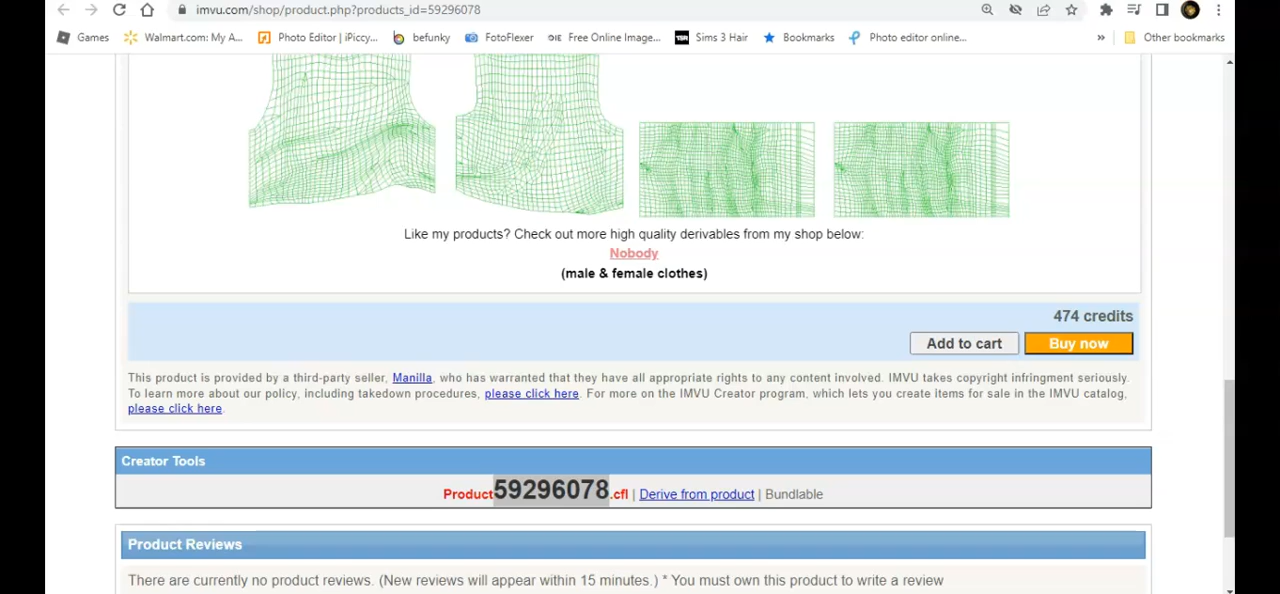 imvu.com/shop/product.php?products_id=59296078
Games Walmart.com: My A... Photo Editor | iPiccy... befunky FotoFlexer Free Online Image... Sims 3 Hair Bookmarks Photo editor online... » Other bookmarks
Like my products? Check out more high quality derivables from my shop below:
Nobody
(male & female clothes)
474 credits
Add to cart Buy now
This product is provided by a third-party seller, Manilla, who has warranted that they have all appropriate rights to any content involved. IMVU takes copyright infringment seriously.
To learn more about our policy, including takedown procedures, please click here. For more on the IMVU Creator program, which lets you create items for sale in the IMVU catalog,
please click here.
Creator Tools
Product59296078.cfl | Derive from product | Bundlable
Product Reviews
There are currently no product reviews. (New reviews will appear within 15 minutes.) * You must own this product to write a review